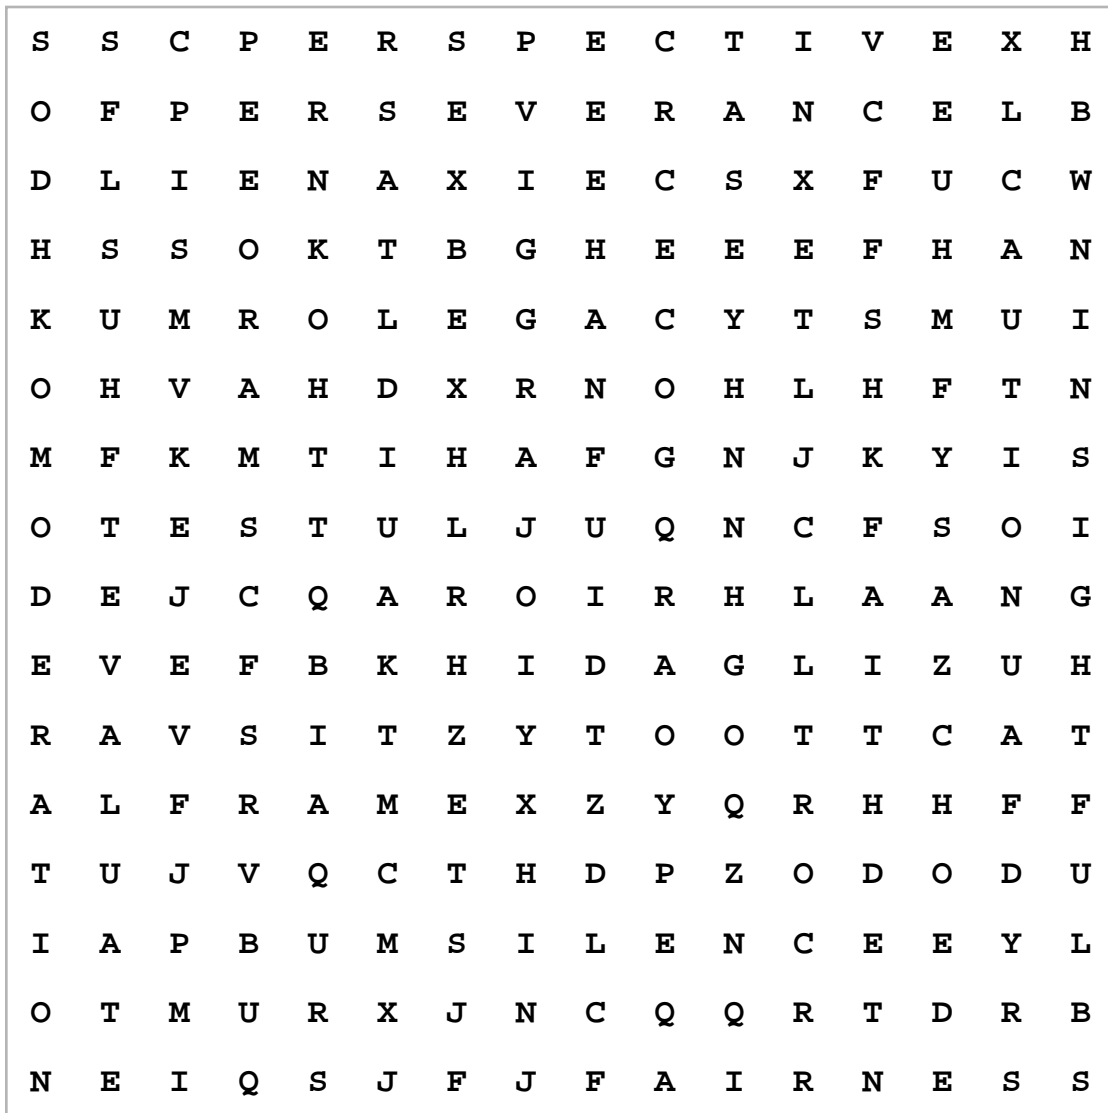 S S C P E R S P E C T I V E X H
O F P E R S E V E R A N C E L B
D L I E N A X I E C S X F U C W
H S S O K T B G H E E E F H A N
K U M R O L E G A C Y T S M U I
O H V A H D X R N O H L H F T N
M F K M T I H A F G N J K Y I S
O T E S T U L J U Q N C F S O I
D E J C Q A R O I R H L A A N G
E V E F B K H I D A G L I Z U H
R A V S I T Z Y T O O T T C A T
A L F R A M E X Z Y Q R H H F F
T U J V Q C T H D P Z O D O D U
I A P B U M S I L E N C E E Y L
O T M U R X J N C Q Q R T D R B
N E I Q S J F J F A I R N E S S